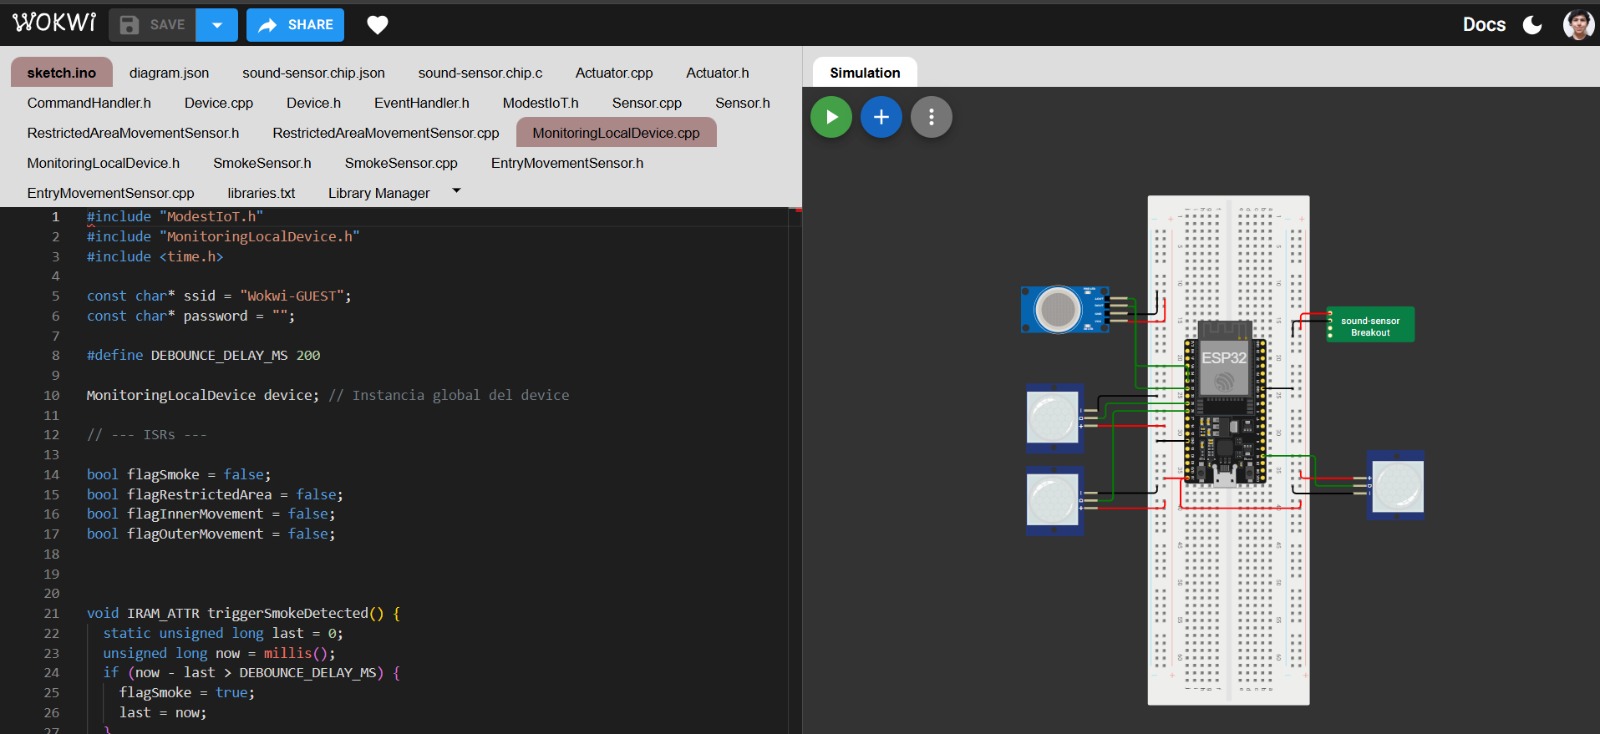 WOKWi SAVE SHARE Docs
sketch.ino diagram.json sound-sensor.chip.json sound-sensor.chip.c Actuator.cpp Actuator.h
CommandHandler.h Device.cpp Device.h EventHandler.h ModestIoT.h Sensor.cpp Sensor.h
RestrictedAreaMovementSensor.h RestrictedAreaMovementSensor.cpp MonitoringLocalDevice.cpp
MonitoringLocalDevice.h SmokeSensor.h SmokeSensor.cpp EntryMovementSensor.h
EntryMovementSensor.cpp libraries.txt Library Manager
1 #include "ModestIoT.h"
2 #include "MonitoringLocalDevice.h"
3 #include <time.h>
4
5 const char* ssid = "Wokwi-GUEST";
6 const char* password = "";
7
8 #define DEBOUNCE_DELAY_MS 200
9
10 MonitoringLocalDevice device; // Instancia global del device
11
12 // --- ISRs ---
13
14 bool flagSmoke = false;
15 bool flagRestrictedArea = false;
16 bool flagInnerMovement = false;
17 bool flagOuterMovement = false;
18
19
20
21 void IRAM_ATTR triggerSmokeDetected() {
22 static unsigned long last = 0;
23 unsigned long now = millis();
24 if (now - last > DEBOUNCE_DELAY_MS) {
25 flagSmoke = true;
26 last = now;
27 }
Simulation
ESP32
sound-sensor
Breakout